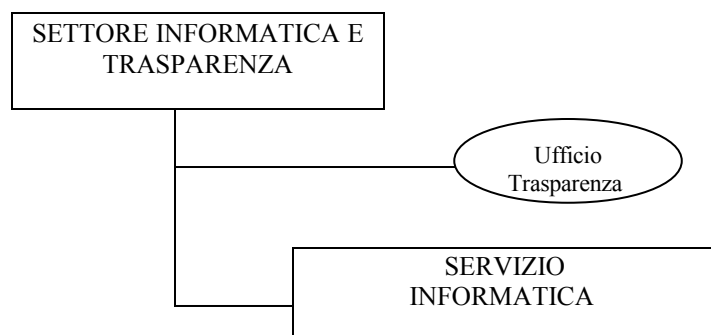 SETTORE INFORMATICA E
TRASPARENZA
Ufficio
Trasparenza
SERVIZIO
INFORMATICA